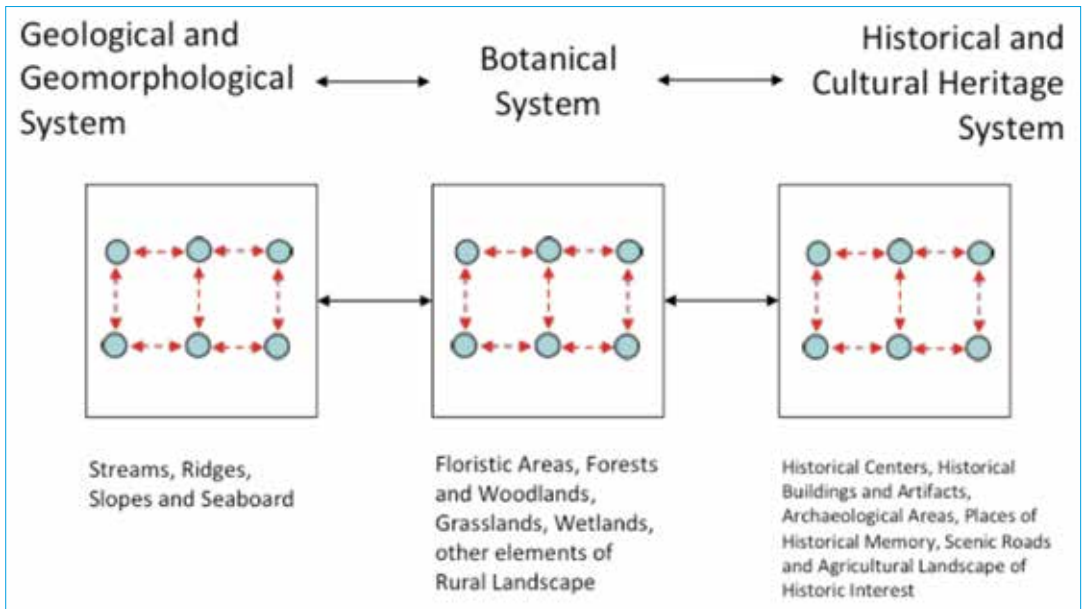 Geological and
Geomorphological
System
Botanical
System
Historical and
Cultural Heritage
System
Streams, Ridges,
Slopes and Seaboard
Floristic Areas, Forests
and Woodlands,
Grasslands, Wetlands,
other elements of
Rural Landscape
Historical Centers, Historical
Buildings and Artifacts,
Archaeological Areas, Places of
Historical Memory, Scenic Roads
and Agricultural Landscape of
Historic Interest